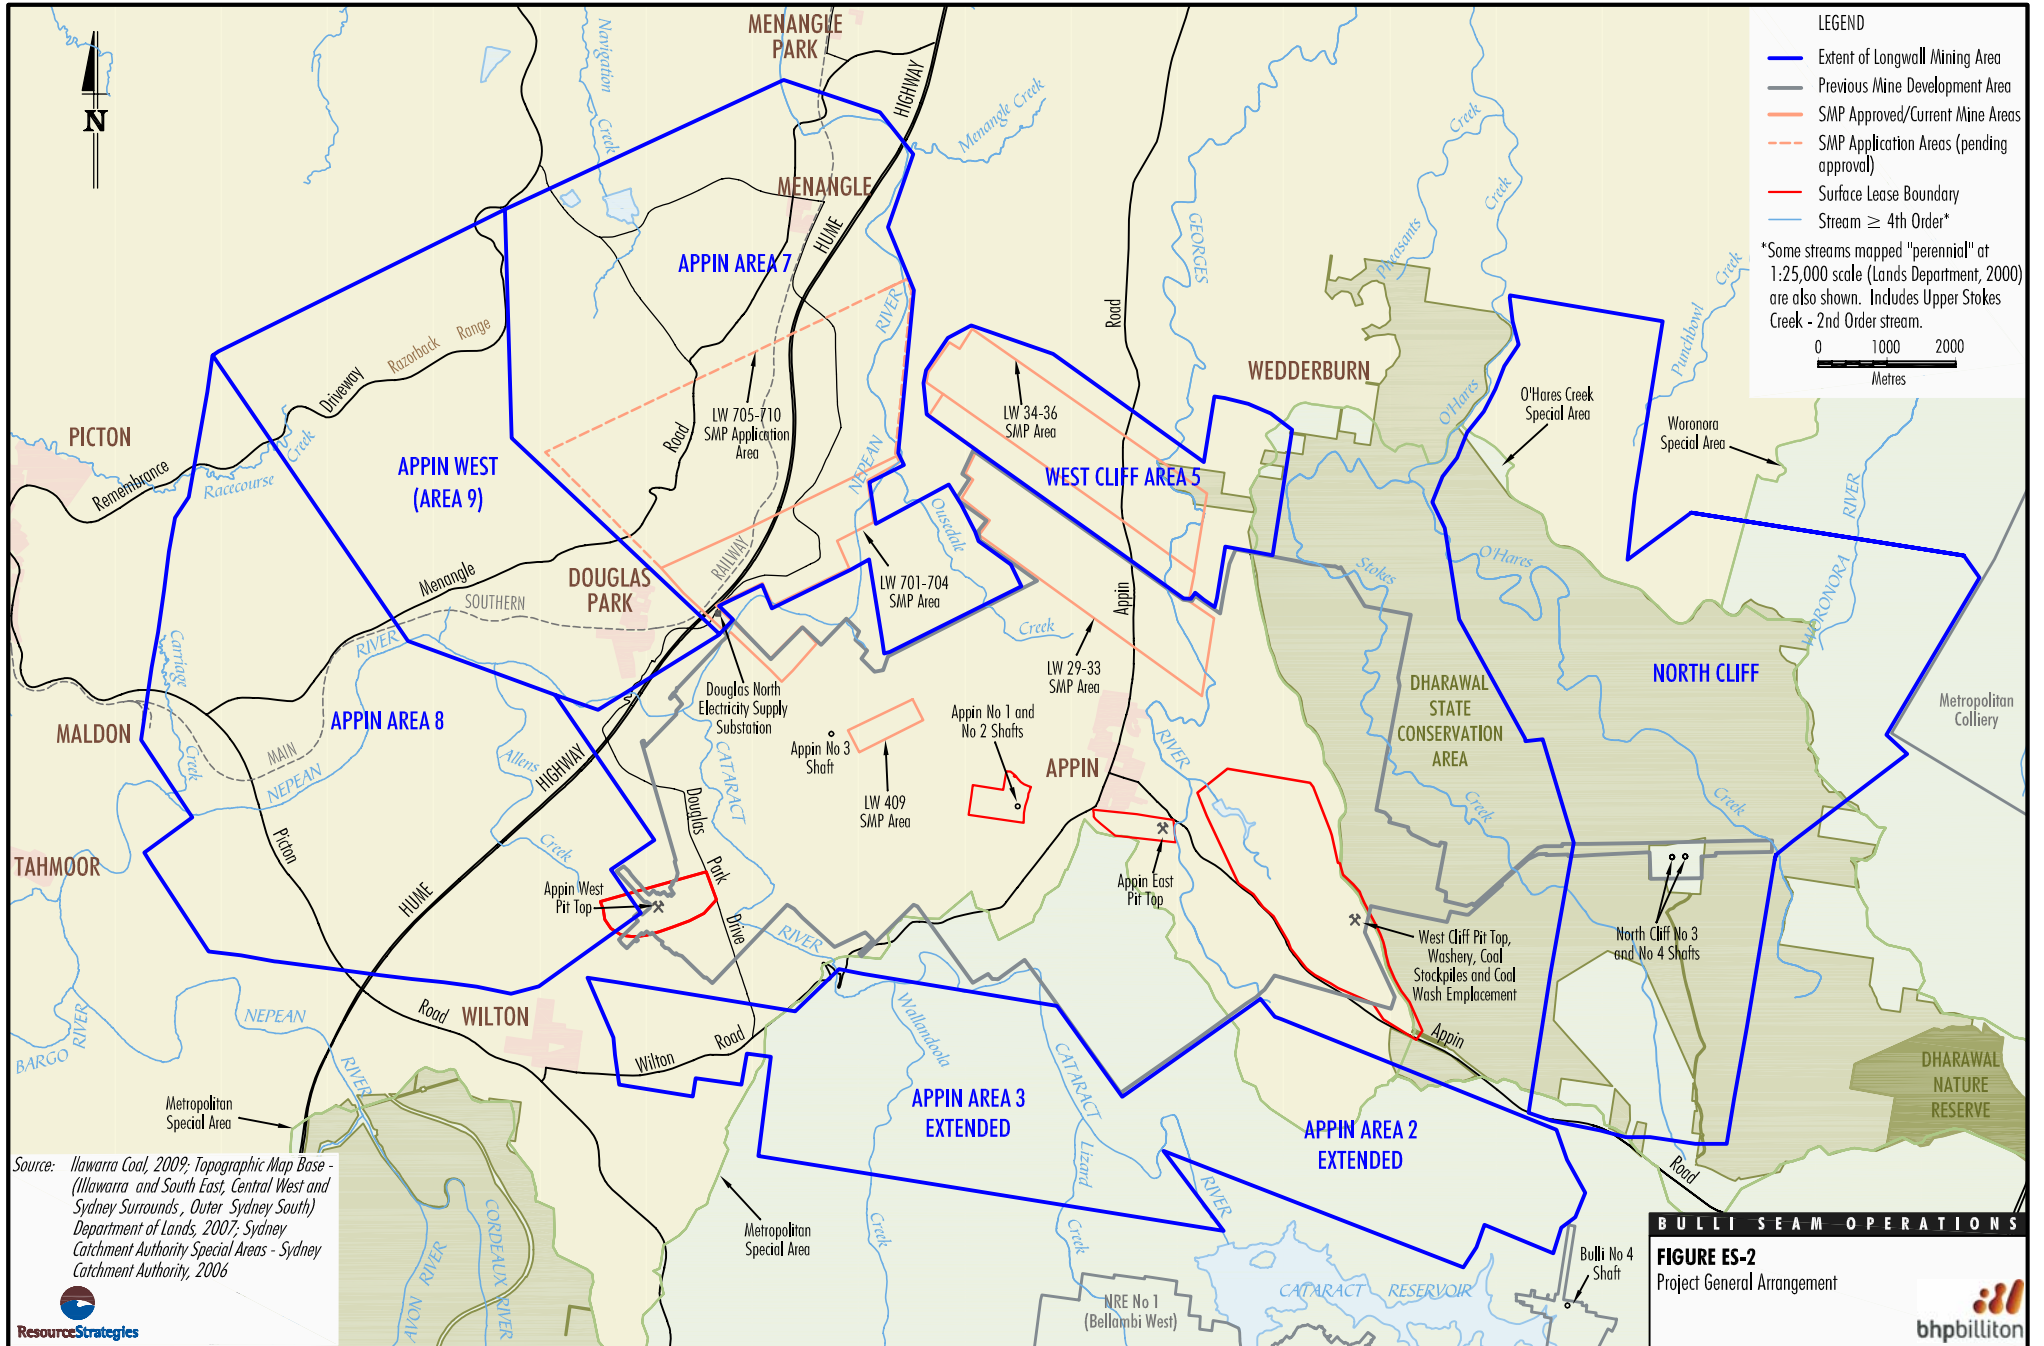 MENANGLE
PARK
Navigation
Creek
HIGHWAY
Menangle Creek
N
MENANGLE
HUME
APPIN AREA 7
RIVER
GEORGES
Road
Pheasants
Creek
Creek
Creek
Punchbowl
LEGEND
Extent of Longwall Mining Area
Previous Mine Development Area
SMP Approved/Current Mine Areas
SMP Application Areas (pending
approval)
Surface Lease Boundary
Stream ≥ 4th Order*
*Some streams mapped "perennial" at
1:25,000 scale (Lands Department, 2000)
are also shown. Includes Upper Stokes
Creek - 2nd Order stream.
0 1000 2000
Metres
Razorback Range
Driveway
Remembrance
PICTON
Racecourse
Creek
APPIN WEST
(AREA 9)
Road
LW 705-710
SMP Application
Area
LW 34-36
SMP Area
WEDDERBURN
O'Hares
O'Hares Creek
Special Area
Woronora
Special Area
NEPEAN
WEST CLIFF AREA 5
Ousedale
Creek
RAILWAY
DOUGLAS
PARK
Menangle
SOUTHERN
RIVER
LW 701-704
SMP Area
Appin
LW 29-33
SMP Area
Stokes
O'Hares
WORONORA
RIVER
NORTH CLIFF
DHARAWAL
STATE
CONSERVATION
AREA
Metropolitan
Colliery
Carriage
Creek
MALDON
APPIN AREA 8
MAIN
NEPEAN
Allens
Creek
HIGHWAY
HUME
Douglas North
Electricity Supply
Substation
CATARACT
Appin No 3
Shaft
LW 409
SMP Area
Appin No 1 and
No 2 Shafts
APPIN
RIVER
Creek
Creek
TAHMOOR
Picton
Road
Douglas
Park
Drive
Appin West
Pit Top
RIVER
Appin East
Pit Top
West Cliff Pit Top,
Washery, Coal
Stockpiles and Coal
Wash Emplacement
North Cliff No 3
and No 4 Shafts
BARGO
RIVER
NEPEAN
RIVER
WILTON
Wilton
Road
Wallandoola
Creek
CATARACT
RIVER
Lizard
Creek
APPIN AREA 3
EXTENDED
APPIN AREA 2
EXTENDED
Appin
Road
DHARAWAL
NATURE
RESERVE
Metropolitan
Special Area
Metropolitan
Special Area
AVON
RIVER
CORDEAUX
RIVER
NRE No 1
(Bellambi West)
CATARACT RESERVOIR
Bulli No 4
Shaft
Source: Ilawarra Coal, 2009; Topographic Map Base -
(Illawarra and South East, Central West and
Sydney Surrounds , Outer Sydney South)
Department of Lands, 2007; Sydney
Catchment Authority Special Areas - Sydney
Catchment Authority, 2006
ResourceStrategies
BULLI SEAM OPERATIONS
FIGURE ES-2
Project General Arrangement
bhpbilliton